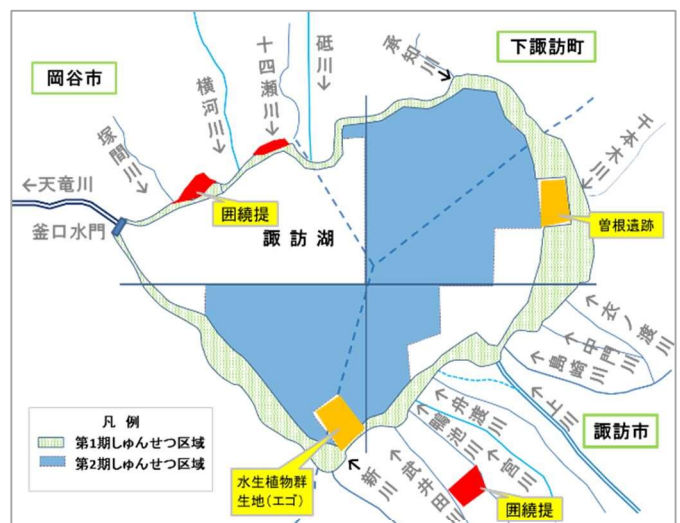 岡谷市
下諏訪町
塚間川
横河川↓
十四瀬川↓
砥川↓
承知川
千本木川
←天竜川
釜口水門
囲繞提
諏訪湖
曽根遺跡
衣ノ渡川
中門川
島崎川
上川
諏訪市
凡例
第1期しゅんせつ区域
第2期しゅんせつ区域
水生植物群
生地(エゴ)
新川
武井田川
鴨池川
舟渡川
宮川
囲繞提